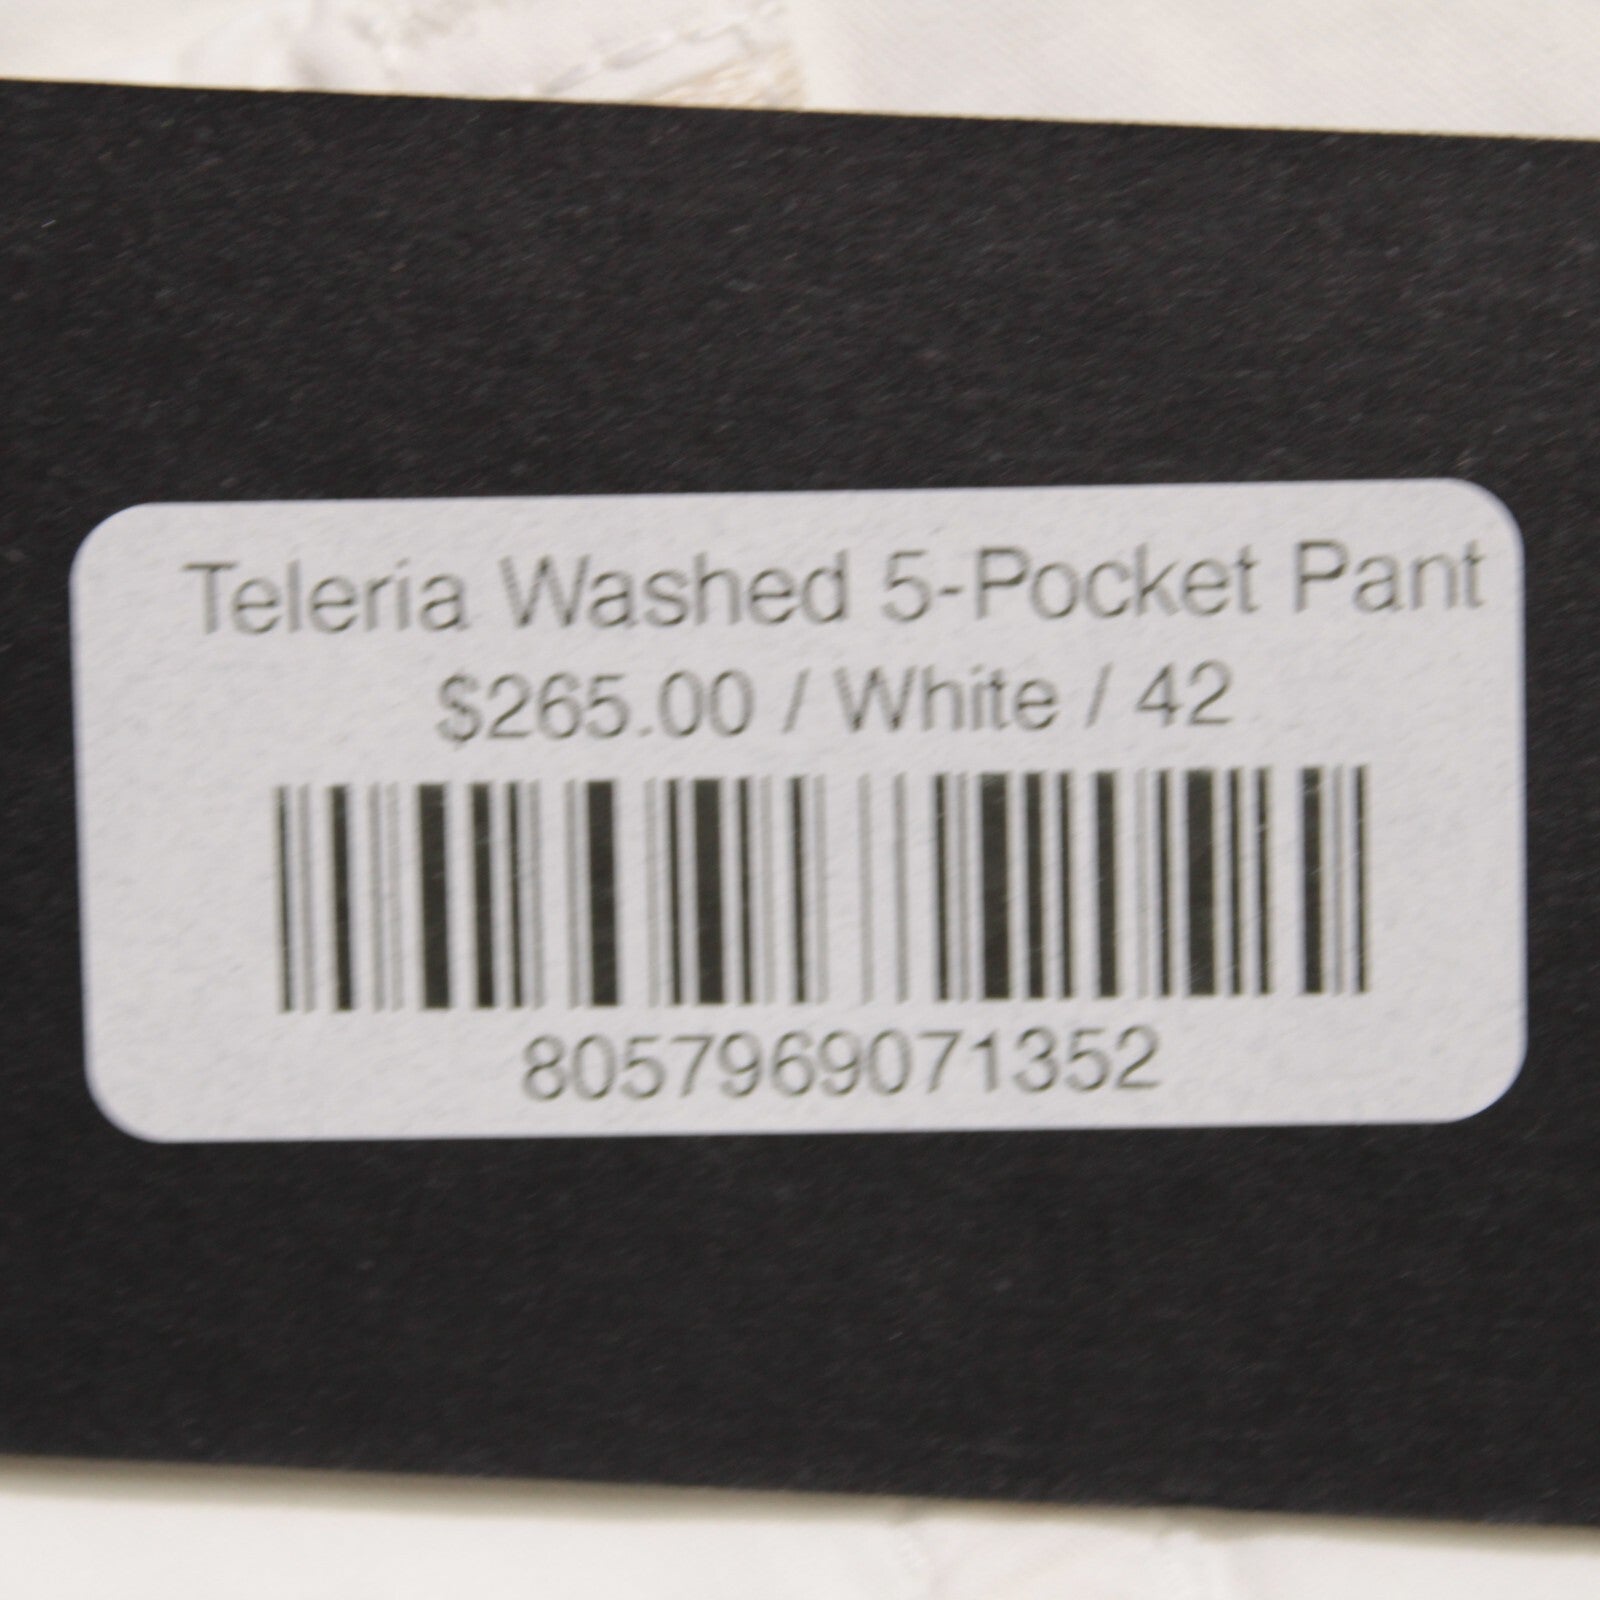 Teleria Washed 5-Pocket Pant
$265.00 / White / 42
8057969071352